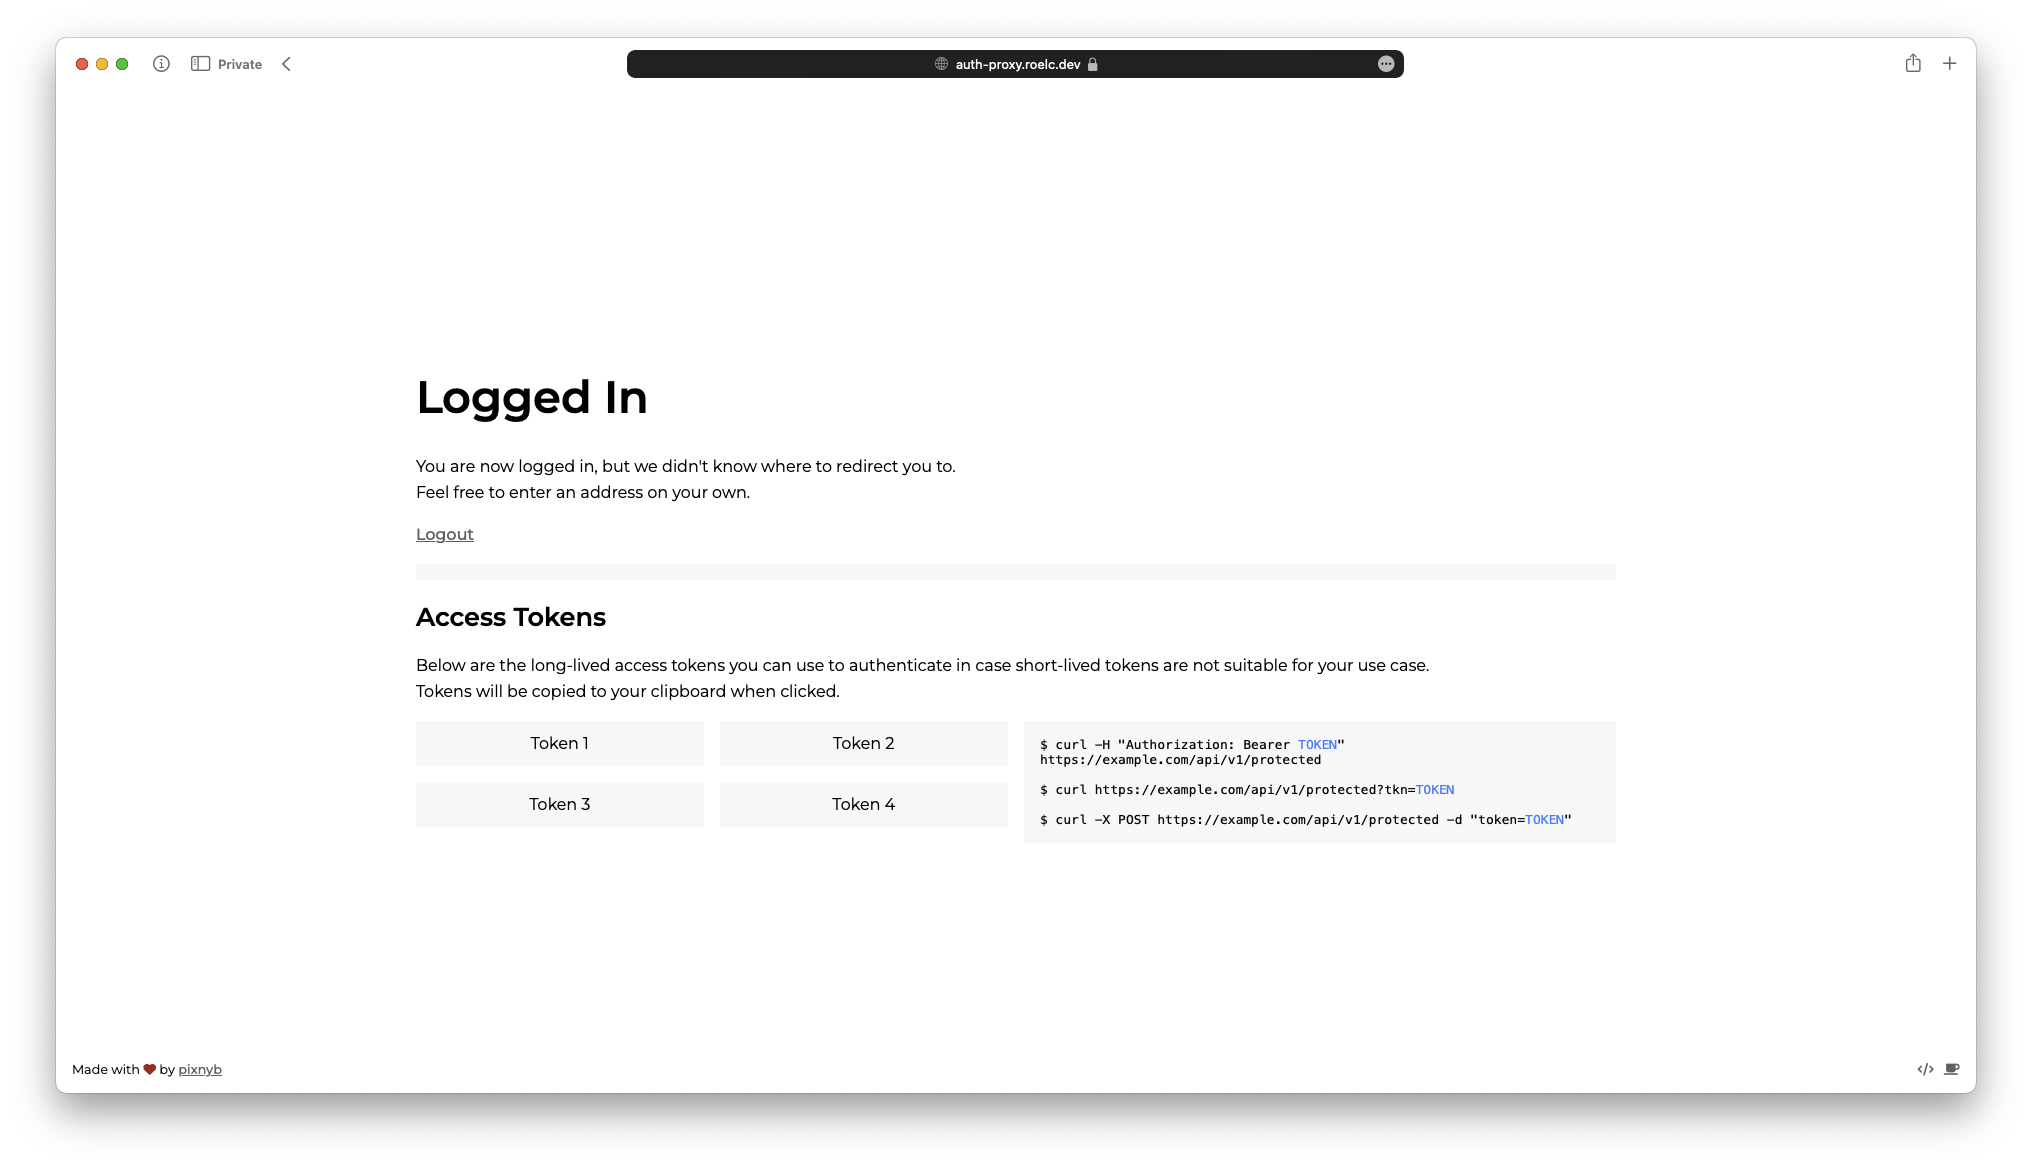 Private
auth-proxy.roelc.dev
Logged In
You are now logged in, but we didn't know where to redirect you to.
Feel free to enter an address on your own.
Logout
Access Tokens
Below are the long-lived access tokens you can use to authenticate in case short-lived tokens are not suitable for your use case.
Tokens will be copied to your clipboard when clicked.
Token 1
Token 2
Token 3
Token 4
$ curl -H "Authorization: Bearer TOKEN"
https://example.com/api/v1/protected
$ curl https://example.com/api/v1/protected?tkn=TOKEN
$ curl -X POST https://example.com/api/v1/protected -d "token=TOKEN"
Made with ❤ by pixnyb